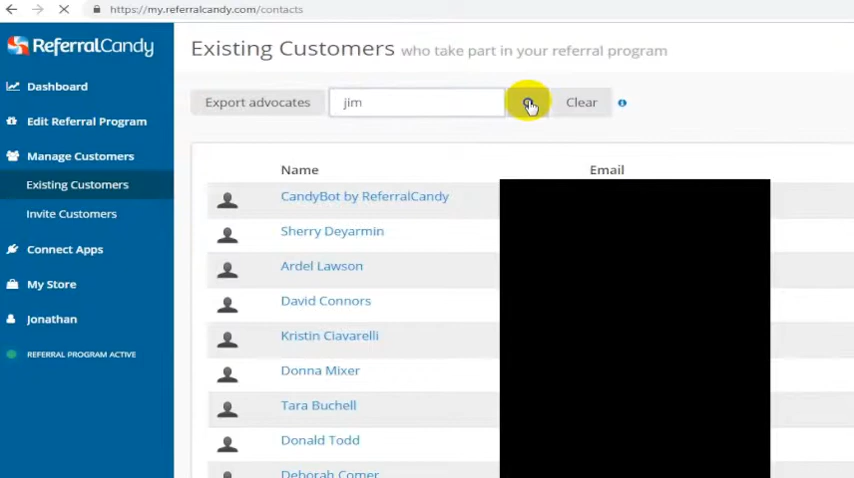 https://my.referralcandy.com/contacts
ReferralCandy
Existing Customers who take part in your referral program
Dashboard
Export advocates
jim
Clear
Edit Referral Program
Manage Customers
Existing Customers
Invite Customers
Connect Apps
My Store
Jonathan
REFERRAL PROGRAM ACTIVE
Name Email
CandyBot by ReferralCandy
Sherry Deyarmin
Ardel Lawson
David Connors
Kristin Ciavarelli
Donna Mixer
Tara Buchell
Donald Todd
Deborah Comer